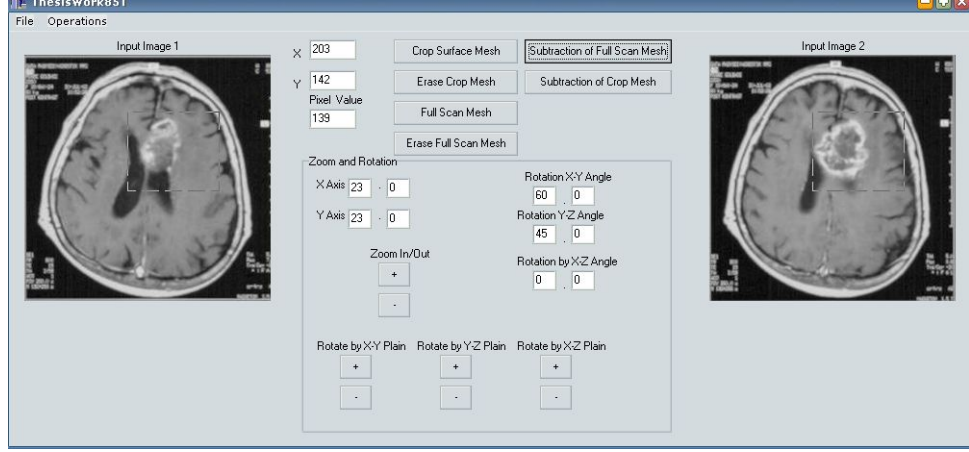 ThesisWork851
File Operations
Input Image 1
X 203
Y 142
Pixel Value
139
Crop Surface Mesh
Subtraction of Full Scan Mesh
Erase Crop Mesh
Subtraction of Crop Mesh
Full Scan Mesh
Erase Full Scan Mesh
Input Image 2
Zoom and Rotation
X Axis 23 . 0
Y Axis 23 . 0
Zoom In/Out
+
-
Rotation X-Y Angle
60 . 0
Rotation Y-Z Angle
45 . 0
Rotation by X-Z Angle
0 . 0
Rotate by X-Y Plain Rotate by Y-Z Plain Rotate by X-Z Plain
+ + +
- - -